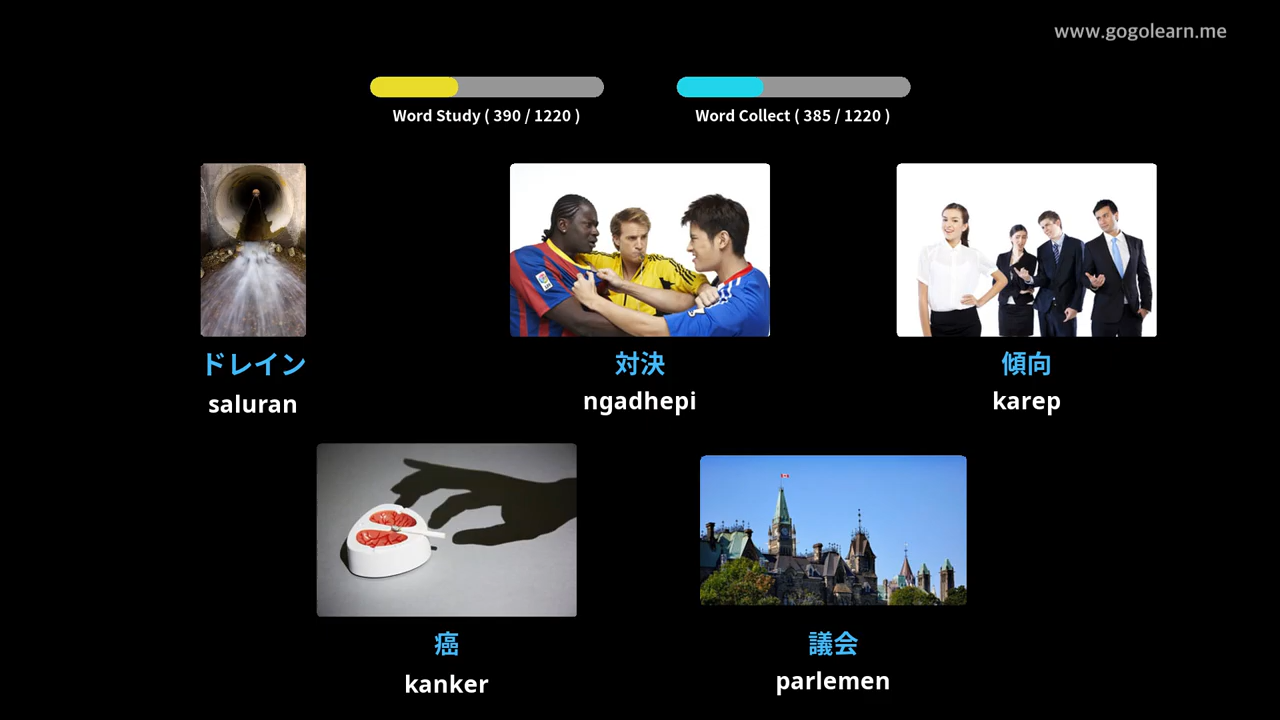 www.gogolearn.me
Word Study ( 390 / 1220 )
Word Collect ( 385 / 1220 )
ドレイン
saluran
対決
ngadhepi
傾向
karep
癌
kanker
議会
parlemen